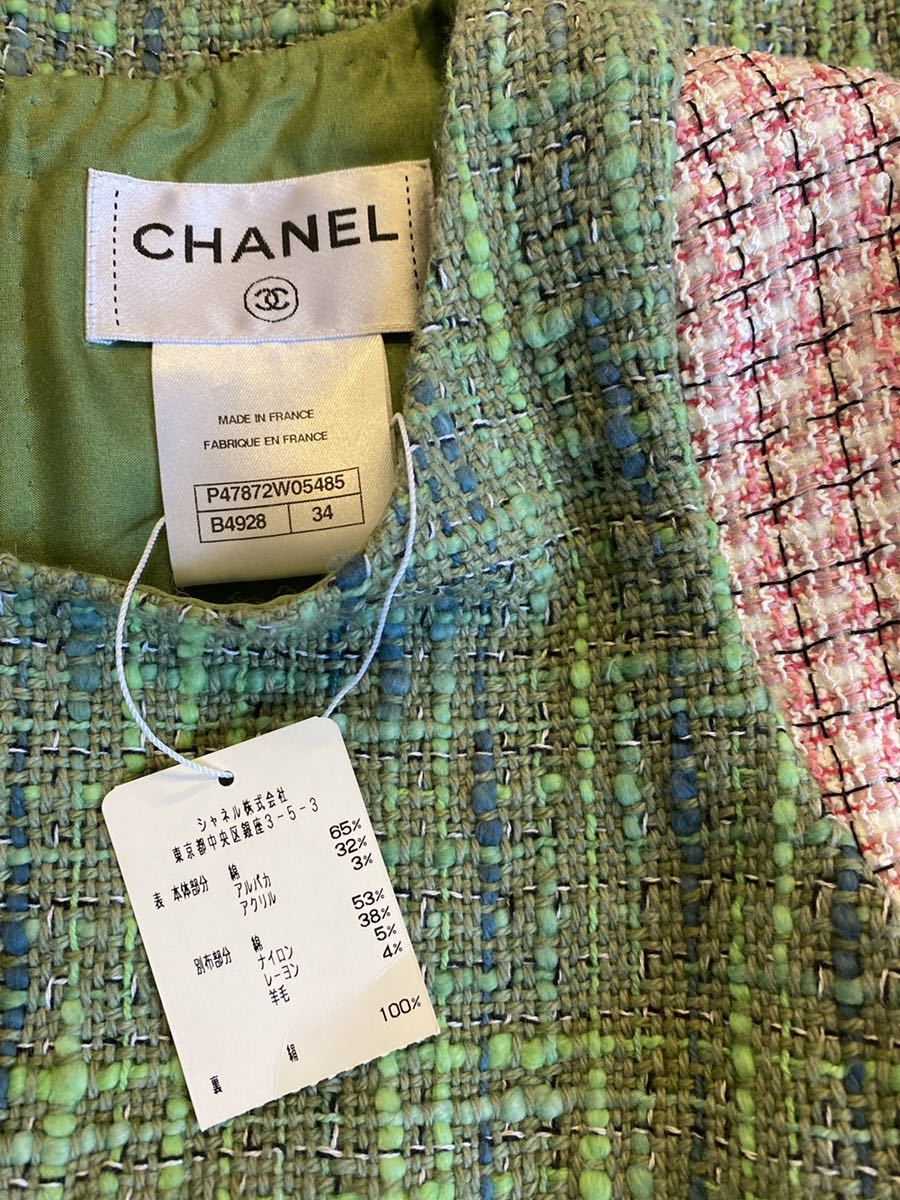 CHANEL
MADE IN FRANCE
FABRIQUE EN FRANCE
P47872W05485
B4928 34
シャネル株式会社
東京都中央区銀座3-5-3
表 本体部分 綿 65%
アルパカ 32%
アクリル 3%
別布部分 綿 53%
ナイロン 38%
レーヨン 5%
羊毛 4%
裏 絹 100%